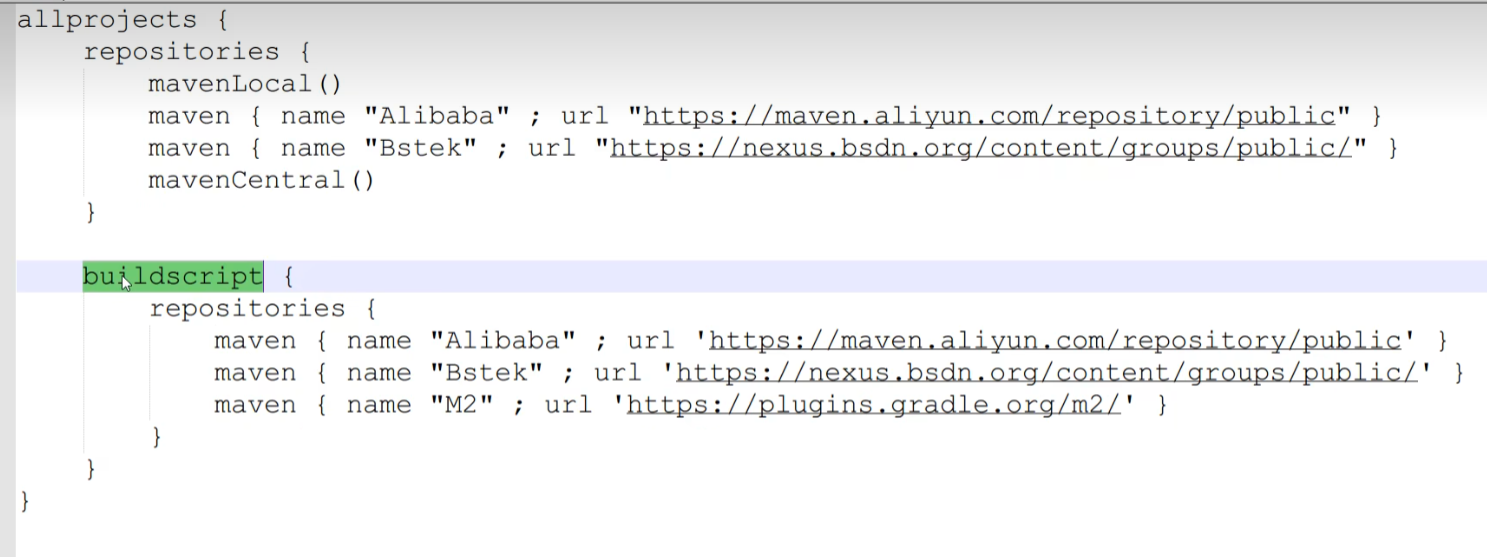 allprojects {
    repositories {
        mavenLocal()
        maven { name "Alibaba" ; url "https://maven.aliyun.com/repository/public" }
        maven { name "Bstek" ; url "https://nexus.bsdn.org/content/groups/public/" }
        mavenCentral()
    }
    buildscript {
        repositories {
            maven { name "Alibaba" ; url 'https://maven.aliyun.com/repository/public' }
            maven { name "Bstek" ; url 'https://nexus.bsdn.org/content/groups/public/' }
            maven { name "M2" ; url 'https://plugins.gradle.org/m2/' }
        }
    }
}